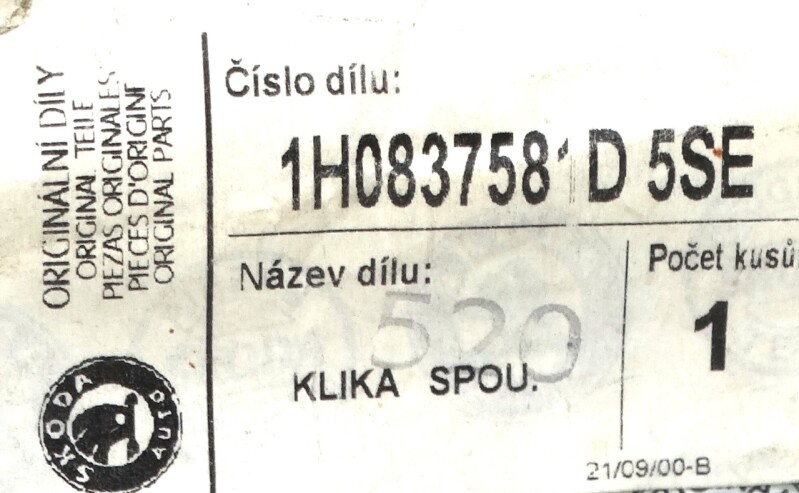 ORIGINÁLNÍ DÍLY
ORIGINAL TEILE
PIEZAS ORIGINALES
PIECES D'ORIGINE
ORIGINAL PARTS
Číslo dílu:
1H0837581 D 5SE
Název dílu:
Počet kusů
520
1
KLIKA SPOU.
ŠKODA
DÍLY
21/09/00-B